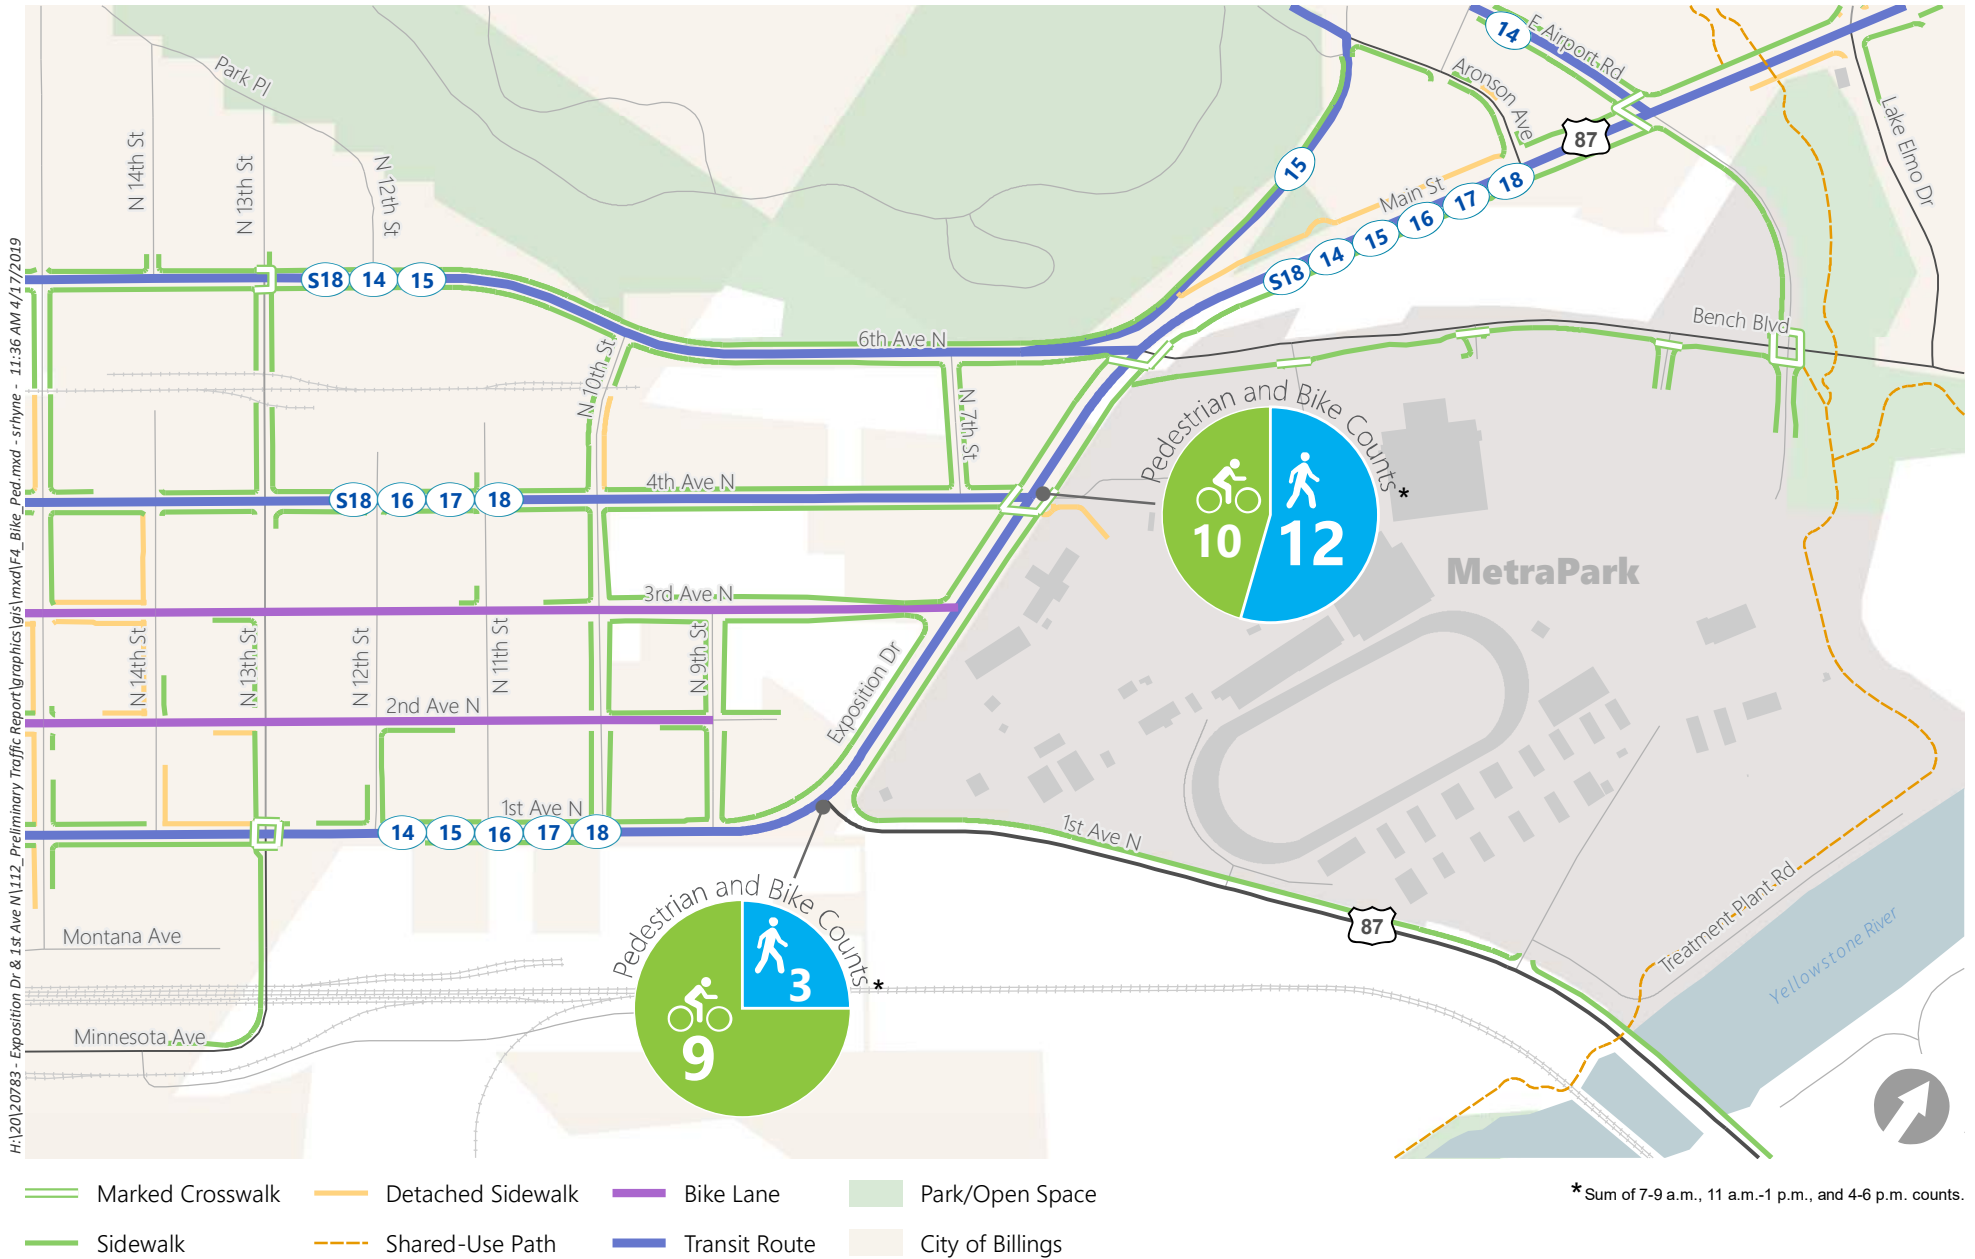 H:\20\20783 - Exposition Dr & 1st Ave N\112_Preliminary Traffic Report\graphics\gis\mxd\F4_Bike_Ped.mxd - srhyne - 11:36 AM 4/17/2019
Park Pl
N 14th St
N 13th St
N 12th St
14
E Airport Rd
Aronson Ave
87
Lake Elmo Dr
15
Main St
S18 14 15 16 17 18
S18 14 15
6th Ave N
Bench Blvd
N 10th St
N 7th St
Pedestrian and Bike Counts *
10
12
S18 16 17 18
4th Ave N
MetraPark
3rd Ave N
N 14th St
N 13th St
N 12th St
N 11th St
N 9th St
Exposition Dr
2nd Ave N
1st Ave N
14 15 16 17 18
1st Ave N
87
Pedestrian and Bike Counts *
3
9
Montana Ave
Minnesota Ave
Treatment Plant Rd
Yellowstone River
Marked Crosswalk
Detached Sidewalk
Bike Lane
Park/Open Space
Sidewalk
Shared-Use Path
Transit Route
City of Billings
* Sum of 7-9 a.m., 11 a.m.-1 p.m., and 4-6 p.m. counts.